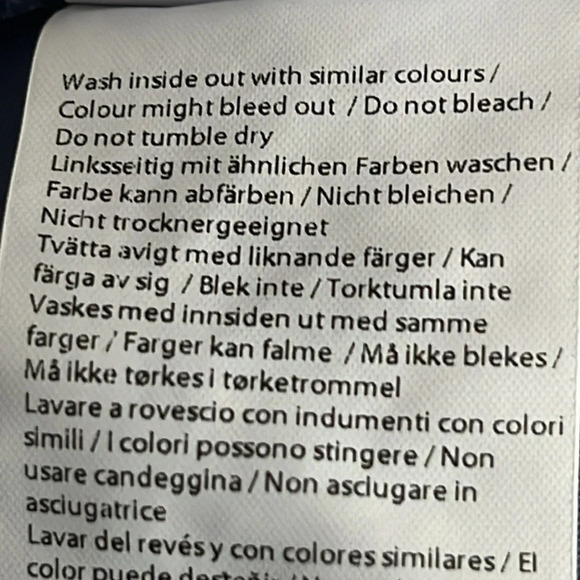 Wash inside out with similar colours /
Colour might bleed out / Do not bleach /
Do not tumble dry
Linksseitig mit ähnlichen Farben waschen /
Farbe kann abfärben / Nicht bleichen /
Nicht trocknergeeignet
Tvätta avigt med liknande färger / Kan
färga av sig / Blek inte / Torktumla inte
Vaskes med innsiden ut med samme
farger / Farger kan falme / Må ikke blekes /
Må ikke tørkes i tørketrommel
Lavare a rovescio con indumenti con colori
simili / I colori possono stingere / Non
usare candeggina / Non asciugare in
asciugatrice
Lavar del revés y con colores similares / El
color puede